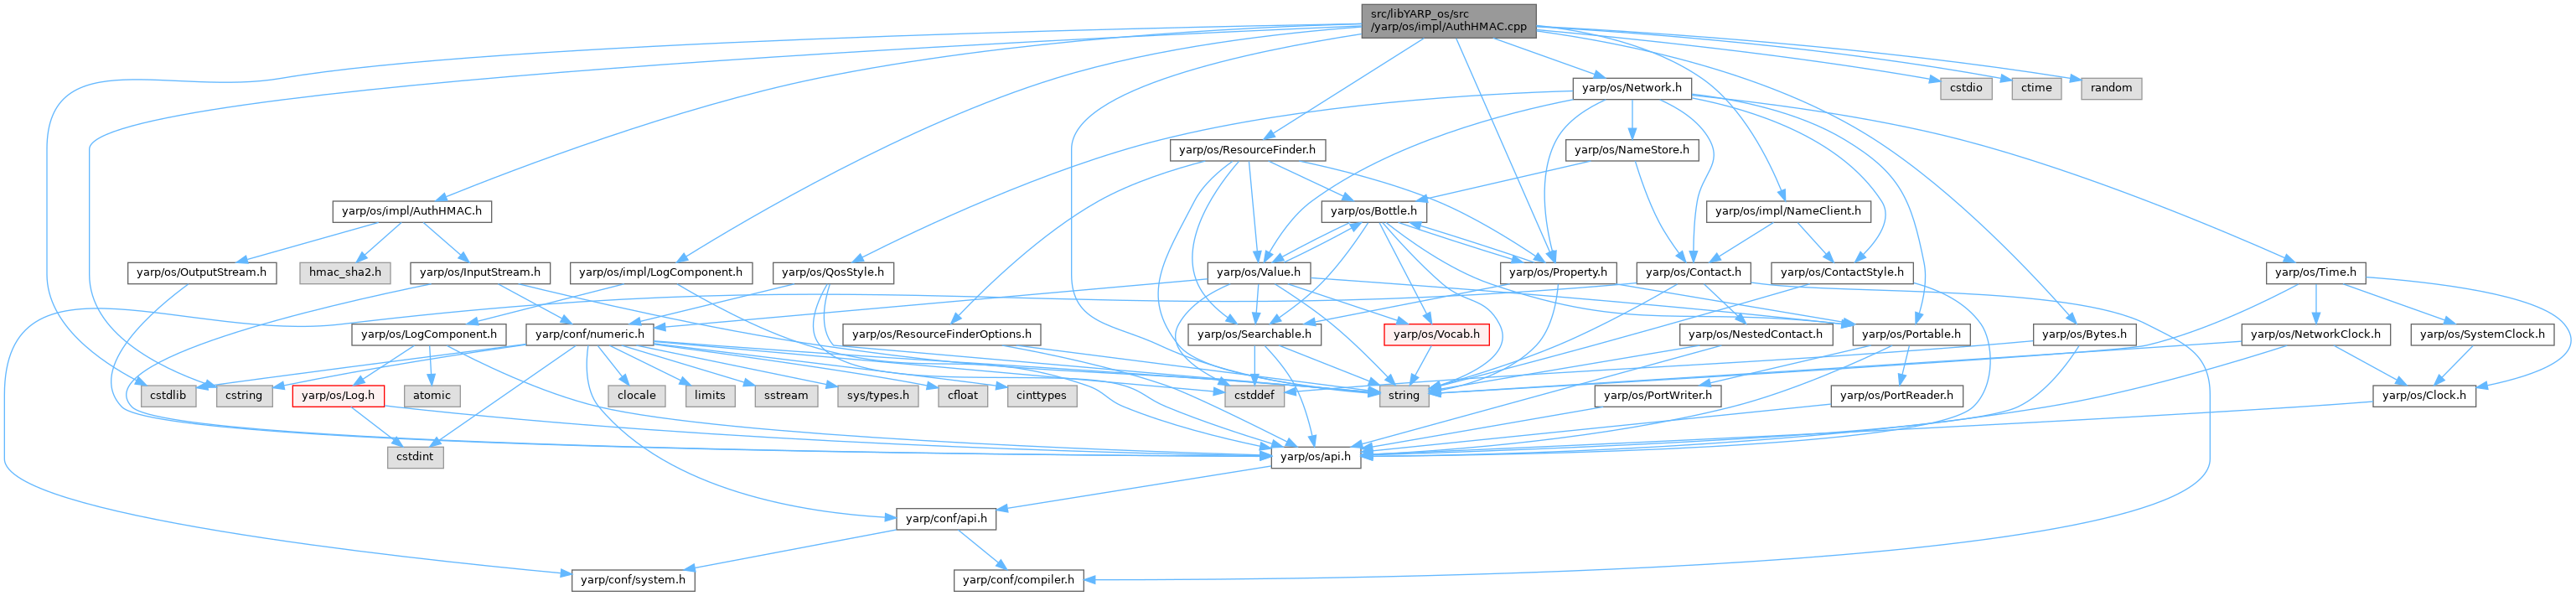 src/libYARP_os/src
/yarp/os/impl/AuthHMAC.cpp
yarp/os/Network.h
cstdio
ctime
random
yarp/os/ResourceFinder.h
yarp/os/NameStore.h
yarp/os/impl/AuthHMAC.h
yarp/os/Bottle.h
yarp/os/impl/NameClient.h
yarp/os/OutputStream.h
hmac_sha2.h
yarp/os/InputStream.h
yarp/os/impl/LogComponent.h
yarp/os/QosStyle.h
yarp/os/Value.h
yarp/os/Property.h
yarp/os/Contact.h
yarp/os/ContactStyle.h
yarp/os/Time.h
yarp/os/LogComponent.h
yarp/conf/numeric.h
yarp/os/ResourceFinderOptions.h
yarp/os/Searchable.h
yarp/os/Vocab.h
yarp/os/NestedContact.h
yarp/os/Portable.h
yarp/os/Bytes.h
yarp/os/NetworkClock.h
yarp/os/SystemClock.h
cstdlib
cstring
yarp/os/Log.h
atomic
clocale
limits
sstream
sys/types.h
cfloat
cinttypes
cstddef
string
yarp/os/PortWriter.h
yarp/os/PortReader.h
yarp/os/Clock.h
cstdint
yarp/os/api.h
yarp/conf/api.h
yarp/conf/system.h
yarp/conf/compiler.h